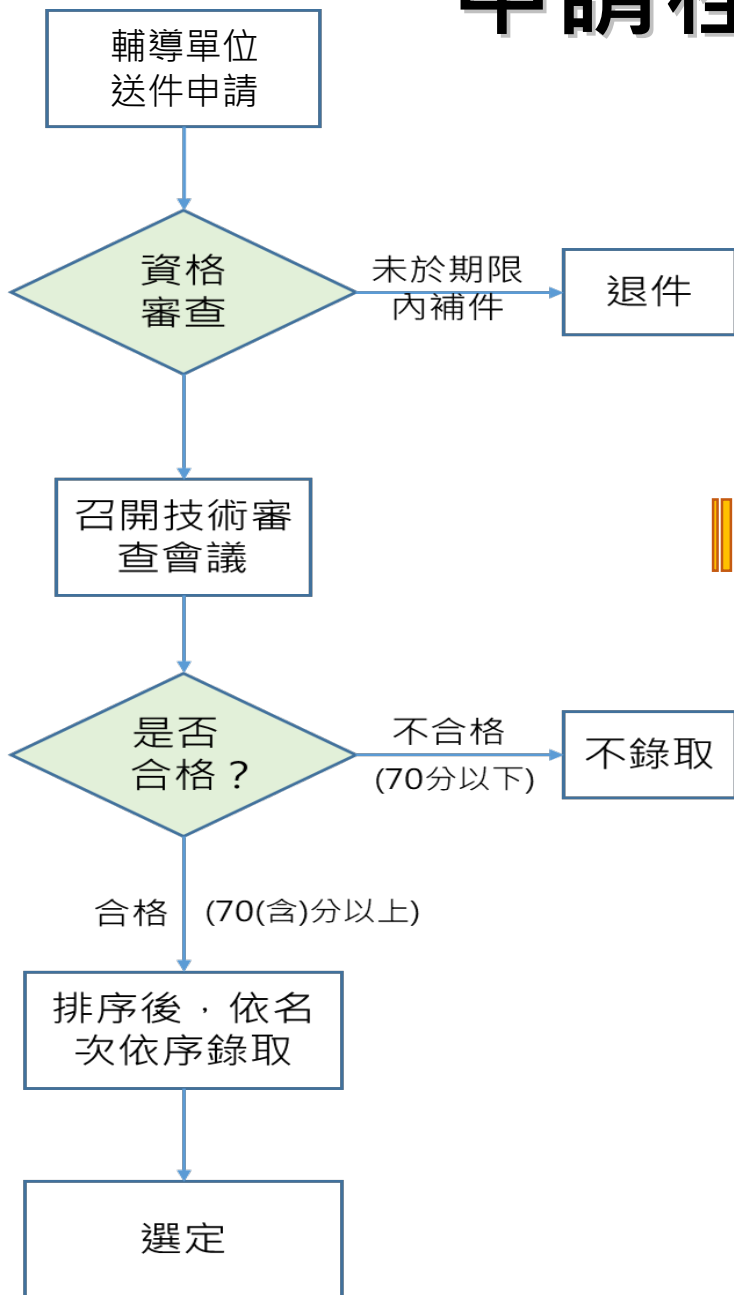 申請
輔導單位
送件申請
資格
審查
未於期限
內補件
退件
召開技術審
查會議
是否
合格？
不合格
(70分以下)
不錄取
合格
(70(含)分以上)
排序後，依名
次依序錄取
選定